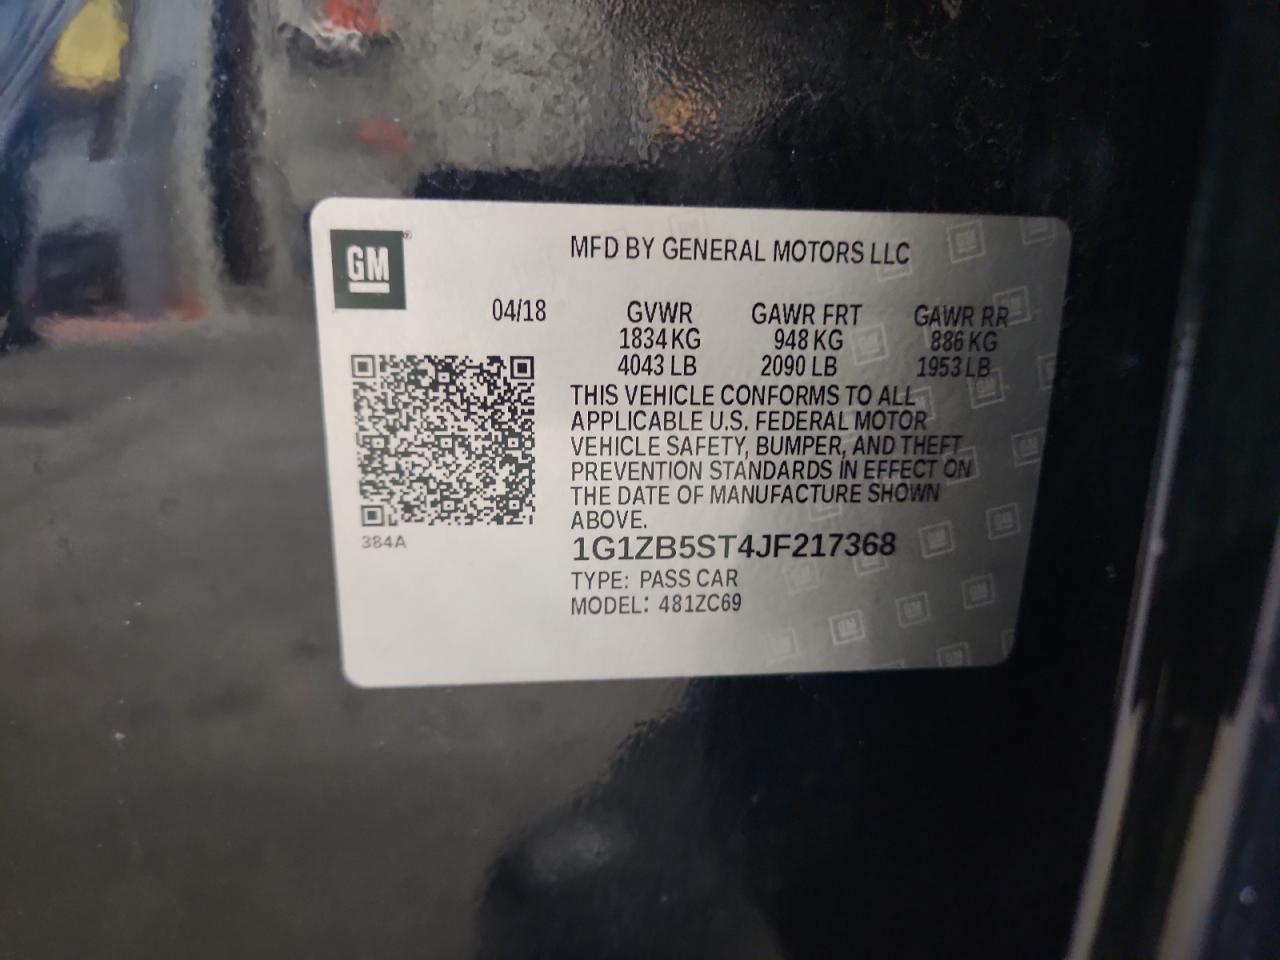 GM®
MFD BY GENERAL MOTORS LLC
04/18 GVWR GAWR FRT GAWR RR
1834 KG 948 KG 886 KG
4043 LB 2090 LB 1953 LB
THIS VEHICLE CONFORMS TO ALL
APPLICABLE U.S. FEDERAL MOTOR
VEHICLE SAFETY, BUMPER, AND THEFT
PREVENTION STANDARDS IN EFFECT ON
THE DATE OF MANUFACTURE SHOWN
ABOVE.
384A
1G1ZB5ST4JF217368
TYPE: PASS CAR
MODEL: 481ZC69